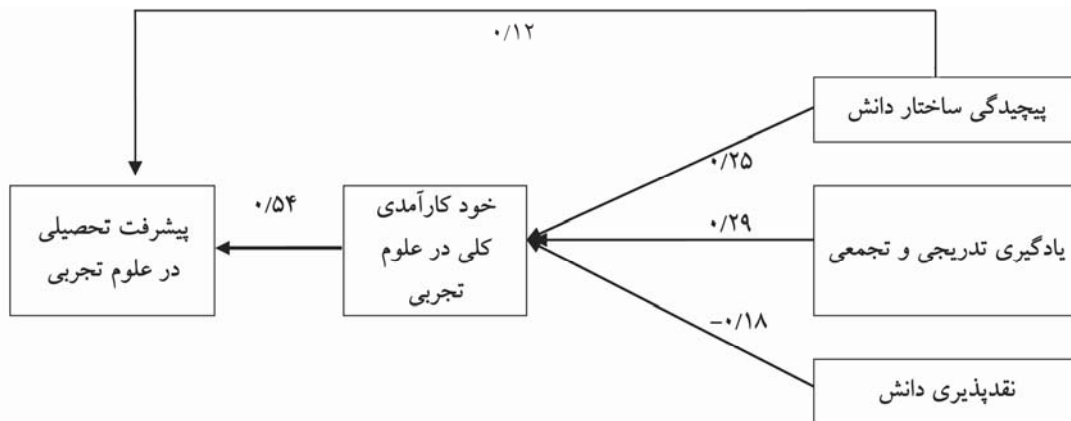 ۰/۱۲
پیچیدگی ساختار دانش
۰/۲۵
یادگیری تدریجی و تجمعی
۰/۲۹
نقدپذیری دانش
−۰/۱۸
خود کارآمدی
کلی در علوم
تجربی
۰/۵۴
پیشرفت تحصیلی
در علوم تجربی